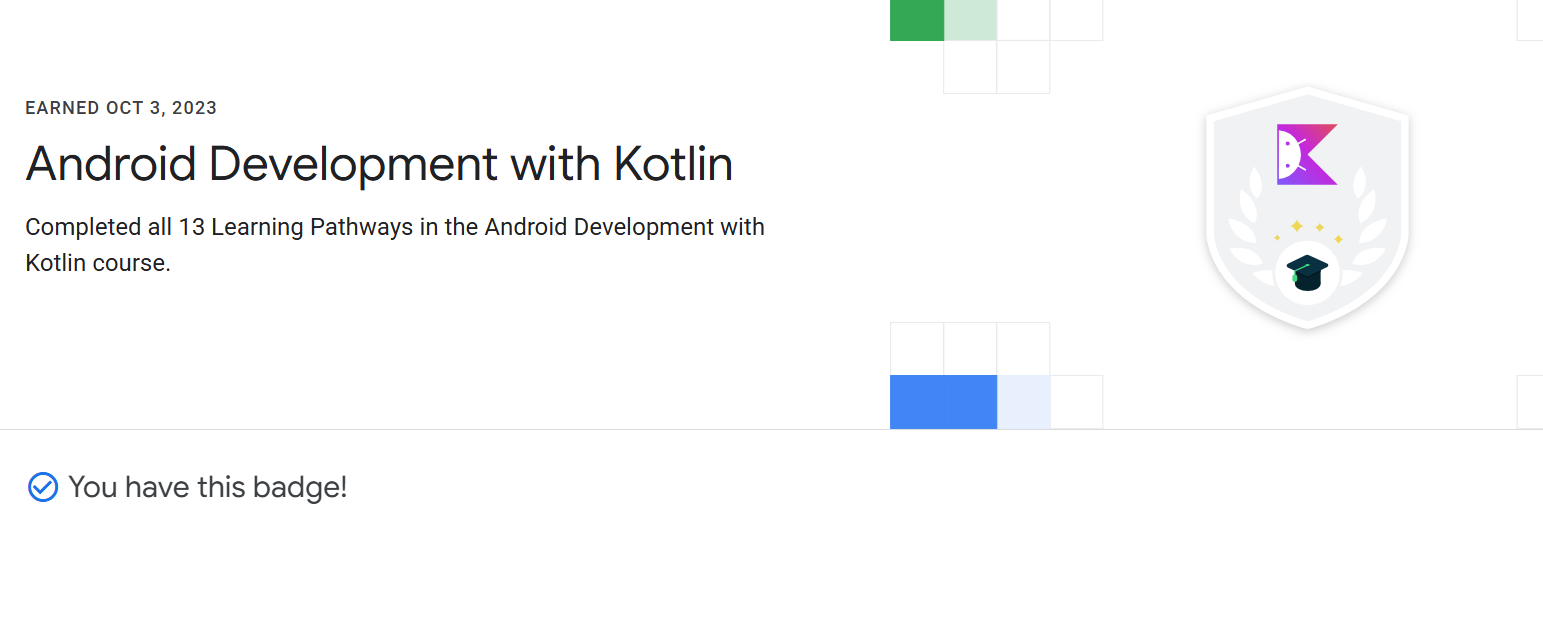 EARNED OCT 3, 2023
Android Development with Kotlin
Completed all 13 Learning Pathways in the Android Development with
Kotlin course.
You have this badge!